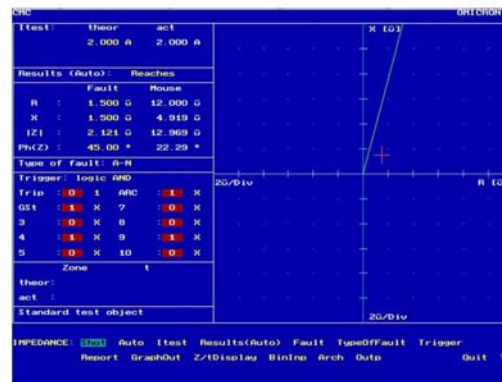 CMC OMICRON
Itest: theor act
2.000 A 2.000 A
Results (Auto): Reaches
Fault Mouse
R : 1.500 Ω 12.000 Ω
X : 1.500 Ω 4.919 Ω
|Z| : 2.121 Ω 12.969 Ω
Ph(Z) : 45.00 ° 22.29 °
Type of fault: A-N
Trigger: logic AND
Trip : 0 1 ARC : 1 X
GSt : 1 X 7 : 0 X
3 : 0 X 8 : 0 X
4 : 1 X 9 : 1 X
5 : 0 X 10 : 0 X
Zone t
theor:
act :
Standard test object
X [Ω]
2Ω/Div
R [Ω
2Ω/Div
IMPEDANCE: Shot Auto Itest Results(Auto) Fault TypeOfFault Trigger
Report GraphOut Z/tDisplay BinInp Arch Outp Quit